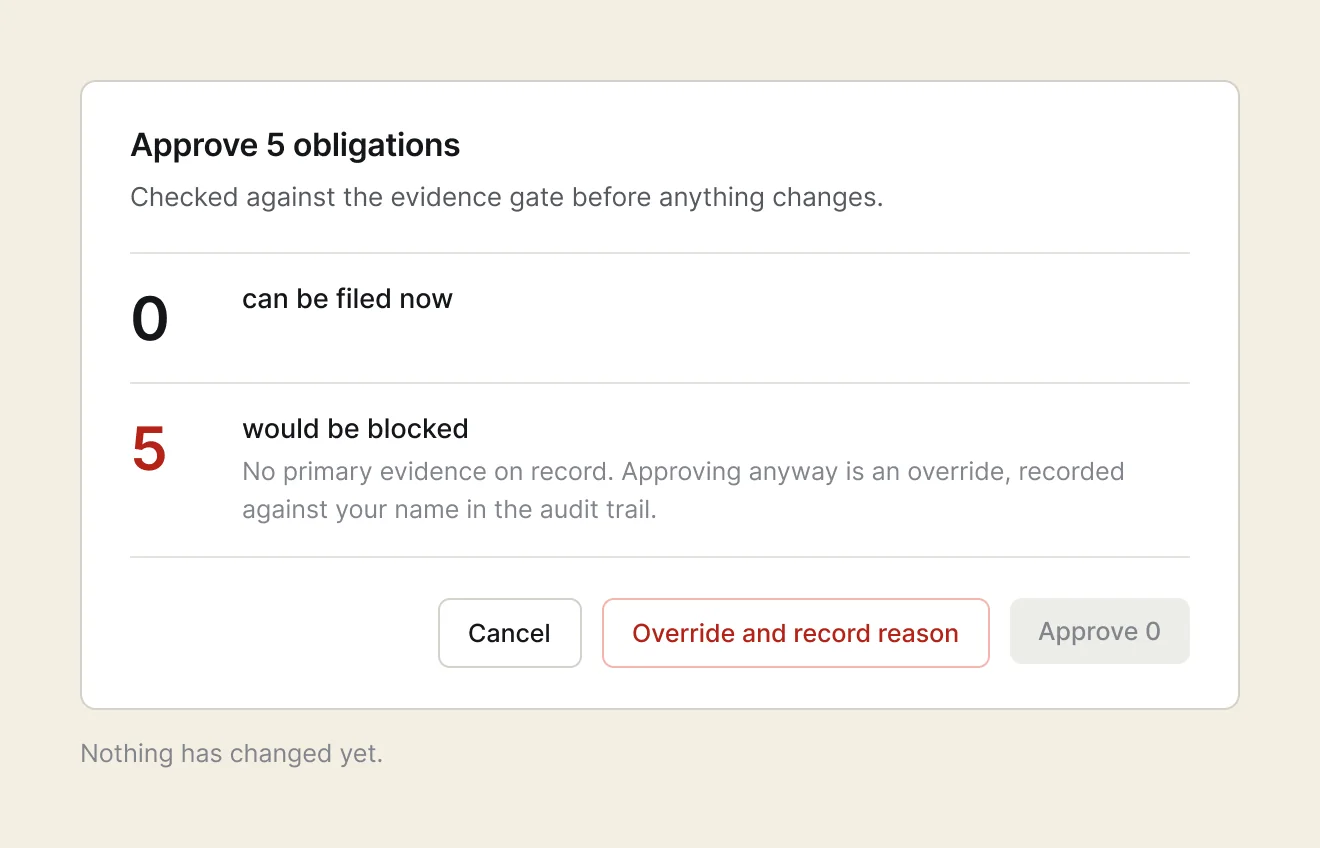 Approve 5 obligations
Checked against the evidence gate before anything changes.
0
can be filed now
5
would be blocked
No primary evidence on record. Approving anyway is an override, recorded
against your name in the audit trail.
Cancel
Override and record reason
Approve 0
Nothing has changed yet.